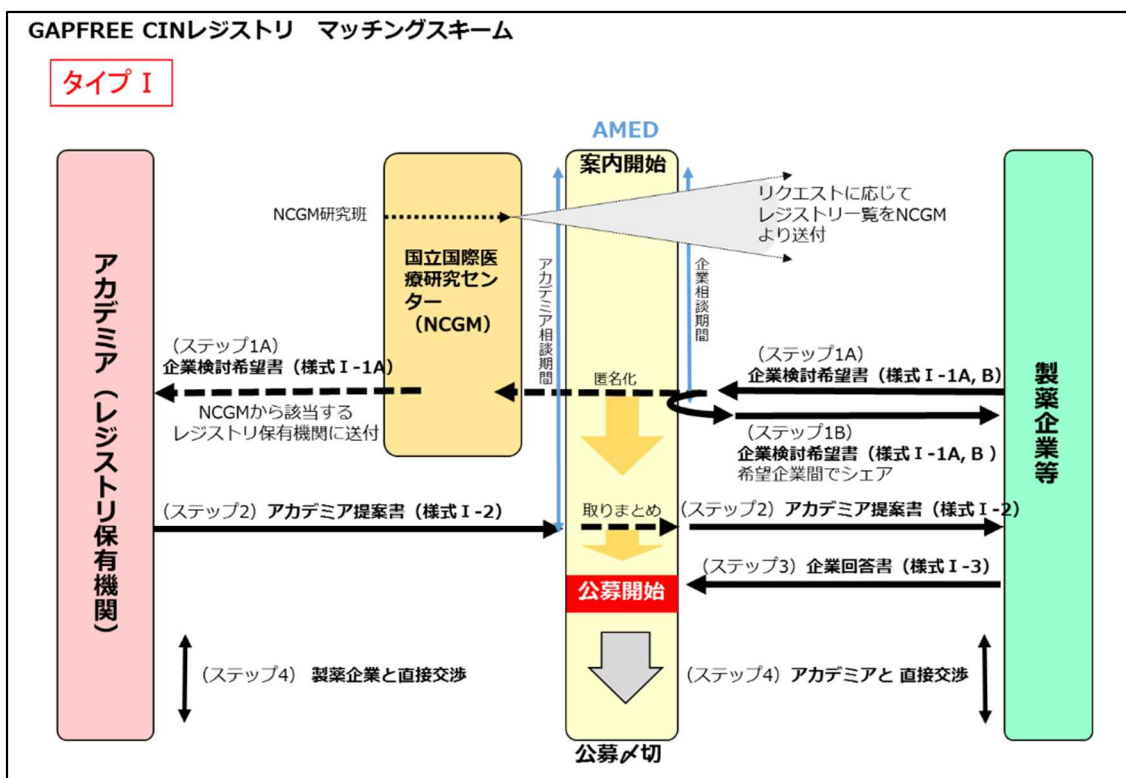 GAPFREE CINレジストリ　マッチングスキーム
タイプ Ⅰ
AMED
案内開始
リクエストに応じて
レジストリ一覧をNCGM
より送付
NCGM研究班
国立国際医
療研究セン
ター
（NCGM）
アカデミア相談期間
企業相談期間
アカデミア（レジストリ保有機関）
製薬企業等
（ステップ1A）
企業検討希望書（様式Ⅰ-1A）
NCGMから該当する
レジストリ保有機関に送付
匿名化
（ステップ1A）
企業検討希望書（様式Ⅰ-1A, B）
（ステップ1B）
企業検討希望書（様式Ⅰ-1A, B ）
希望企業間でシェア
（ステップ2）アカデミア提案書（様式Ⅰ-2）
取りまとめ
（ステップ2）アカデミア提案書（様式Ⅰ-2）
（ステップ3）企業回答書（様式Ⅰ-3）
公募開始
（ステップ4） 製薬企業と直接交渉
（ステップ4）アカデミアと 直接交渉
公募〆切